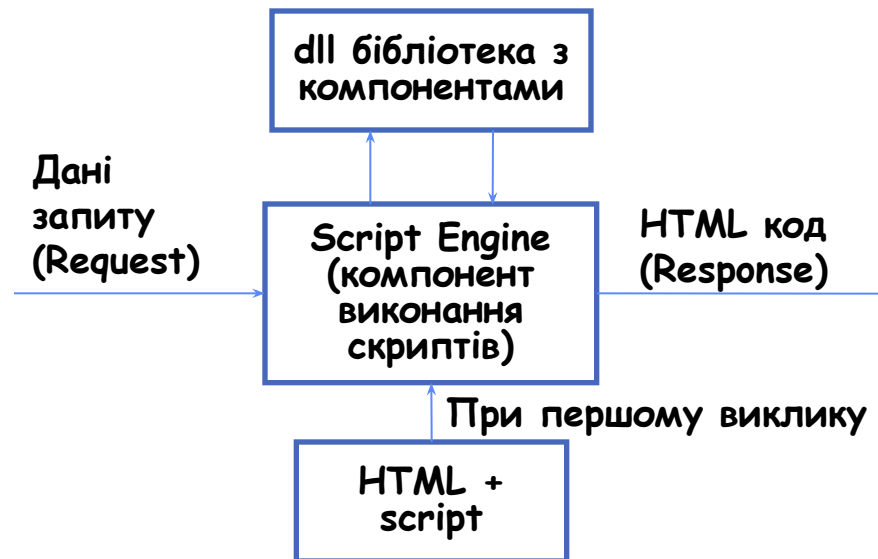 dll бібліотека з
компонентами
Дані
запиту
(Request)
Script Engine
(компонент
виконання
скриптів)
HTML код
(Response)
При першому виклику
HTML +
script